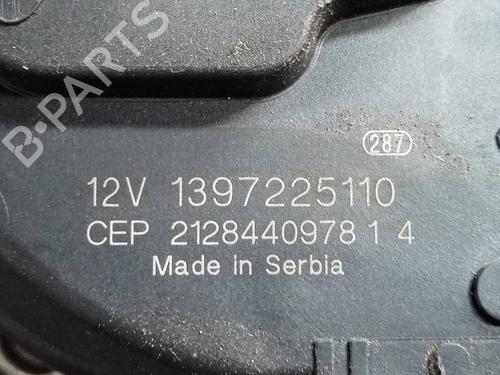 B-PARTS
287
12V 1397225110
CEP 2128440978 1 4
Made in Serbia